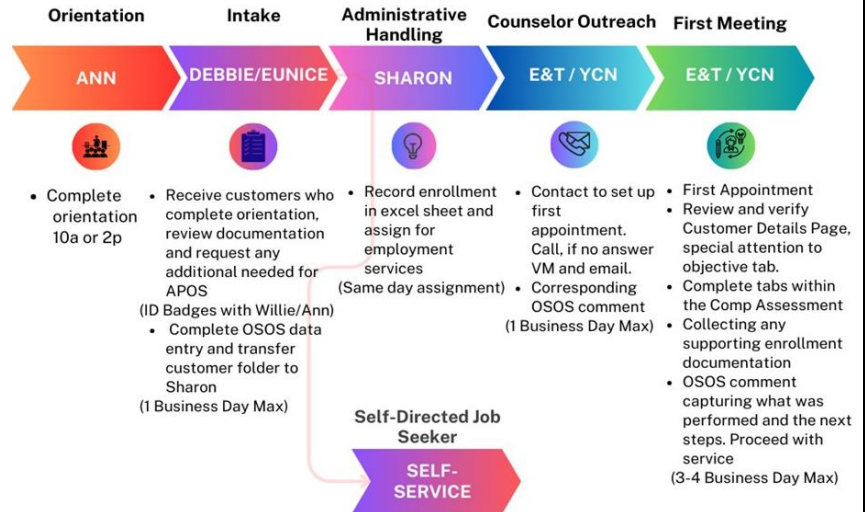 Orientation
Intake
Administrative
Handling
Counselor Outreach
First Meeting
ANN
DEBBIE/EUNICE
SHARON
E&T / YCN
E&T / YCN
• Complete
orientation
10a or 2p
• Receive customers who
complete orientation,
review documentation
and request any
additional needed for
APOS
(ID Badges with Willie/Ann)
• Complete OSOS data
entry and transfer
customer folder to
Sharon
(1 Business Day Max)
• Record enrollment
in excel sheet and
assign for
employment
services
(Same day assignment)
• Contact to set up
first
appointment.
Call, if no answer
VM and email.
• Corresponding
OSOS comment
(1 Business Day Max)
• First Appointment
• Review and verify
Customer Details Page,
special attention to
objective tab.
• Complete tabs within
the Comp Assessment
• Collecting any
supporting enrollment
documentation
• OSOS comment
capturing what was
performed and the next
steps. Proceed with
service
(3-4 Business Day Max)
Self-Directed Job
Seeker
SELF-
SERVICE